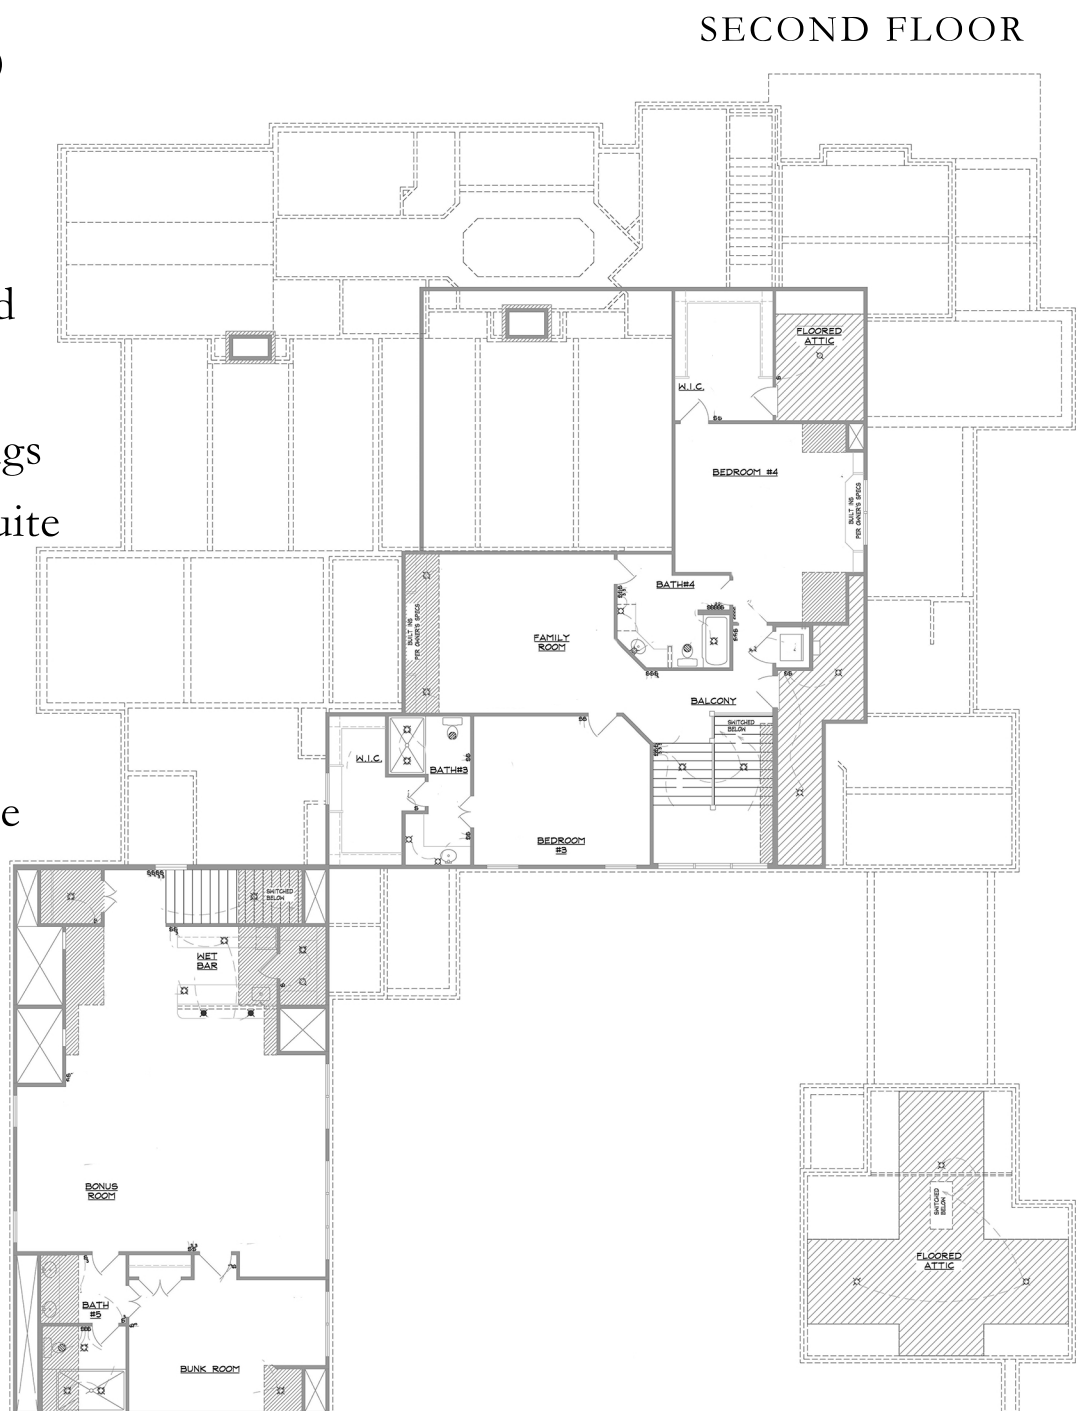 SECOND FLOOR
)
d
gs
uite
e
FLOORED
ATTIC
W.I.C.
BEDROOM #4
BUILT INS
PER OWNER'S SPECS
BATH#4
BUILT INS
PER OWNER'S SPECS
FAMILY
ROOM
BALCONY
SWITCHED
BELOW
W.I.C.
BATH#3
BEDROOM
#3
SWITCHED
BELOW
WET
BAR
BONUS
ROOM
SWITCHED
BELOW
FLOORED
ATTIC
BATH
#5
BUNK ROOM